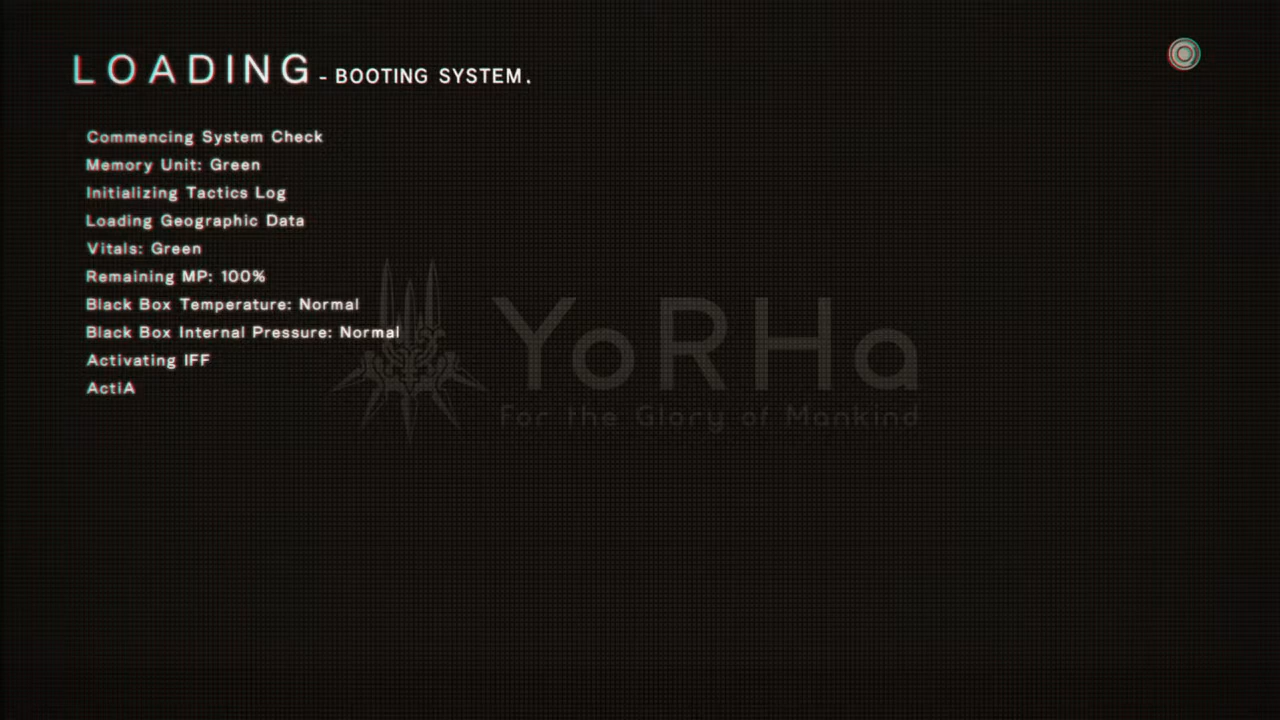 LOADING - BOOTING SYSTEM.
Commencing System Check
Memory Unit: Green
Initializing Tactics Log
Loading Geographic Data
Vitals: Green
Remaining MP: 100%
Black Box Temperature: Normal
Black Box Internal Pressure: Normal
Activating IFF
ActiA
YoRHa
For the Glory of Mankind